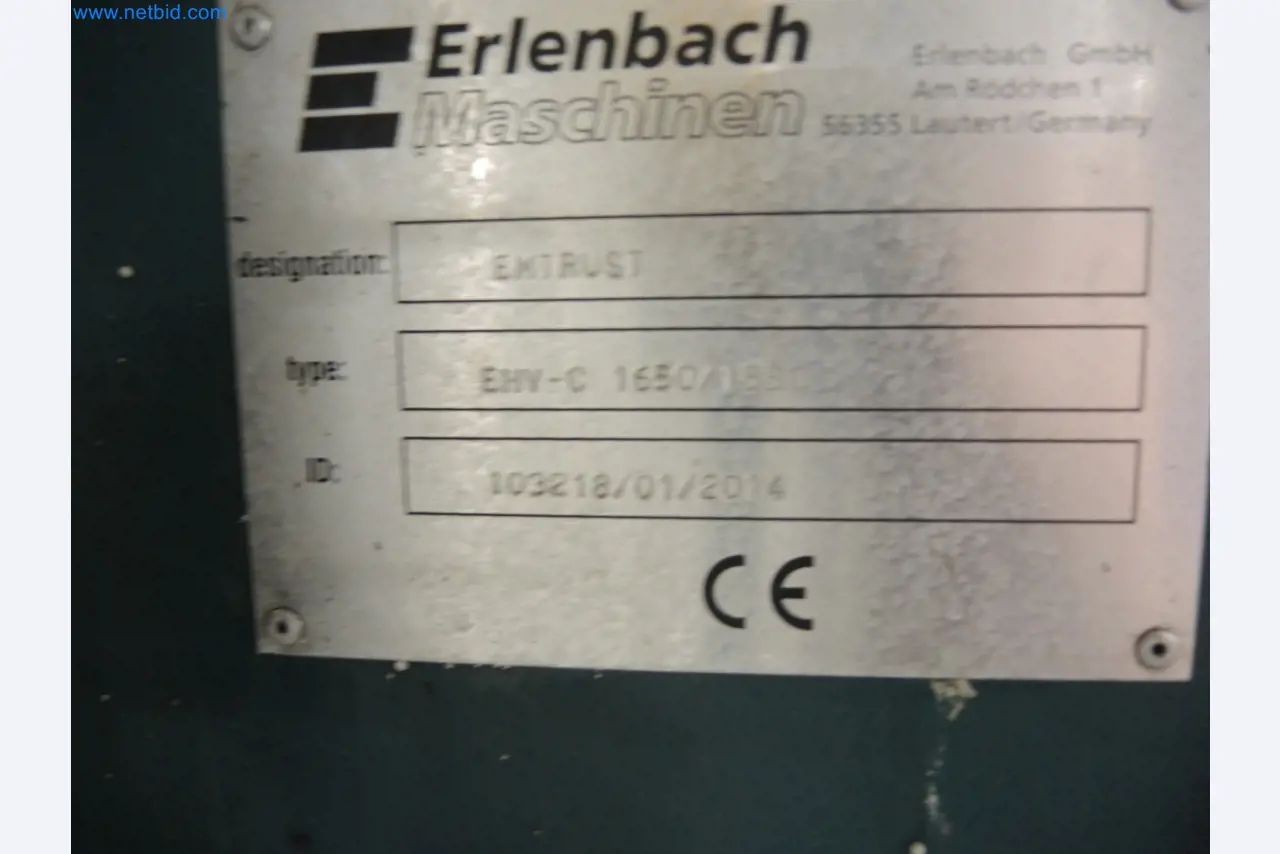 www.netbid.com
Erlenbach
Maschinen
Erlenbach GmbH
Am Rödchen 1
56355 Lautert/Germany
designation:
type:
EHV-C
ID:
103218/01/2014
CE